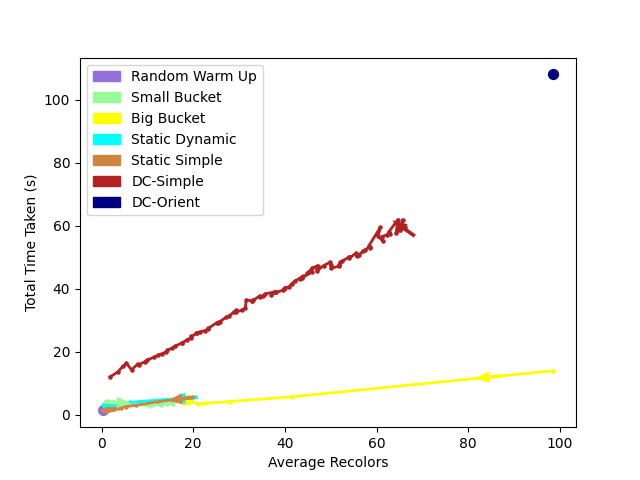 Random Warm Up
Small Bucket
Big Bucket
Static Dynamic
Static Simple
DC-Simple
DC-Orient
Total Time Taken (s)
100
80
60
40
20
0
0 20 40 60 80 100
Average Recolors